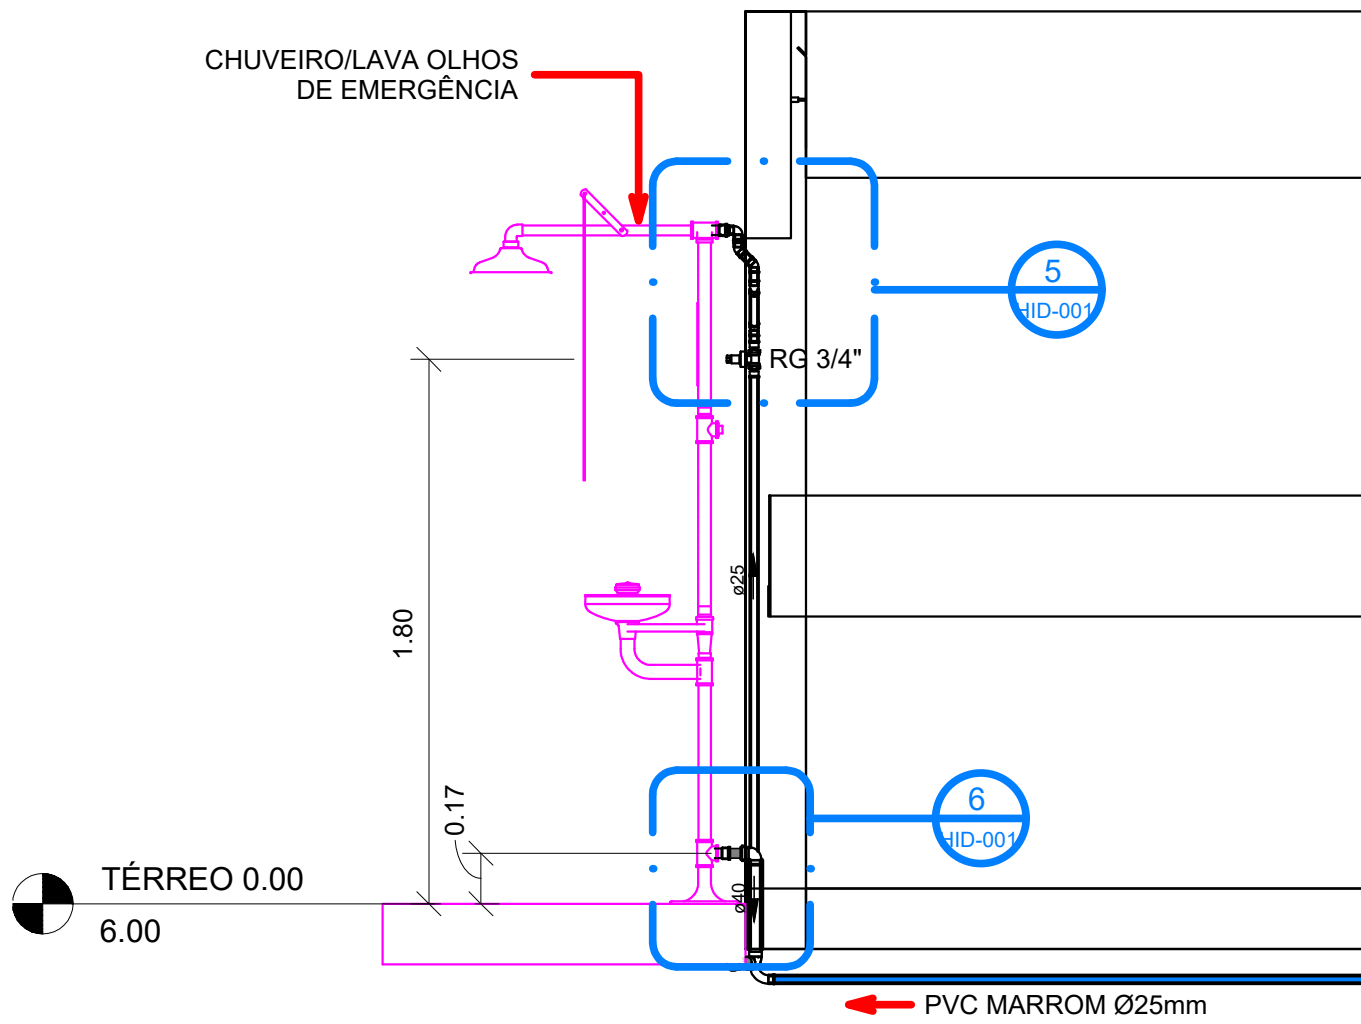 CHUVEIRO/LAVA OLHOS
DE EMERGÊNCIA
5
HID-001
RG 3/4"
ø25
1.80
0.17
6
HID-001
TÉRREO 0.00
6.00
ø40
PVC MARROM Ø25mm